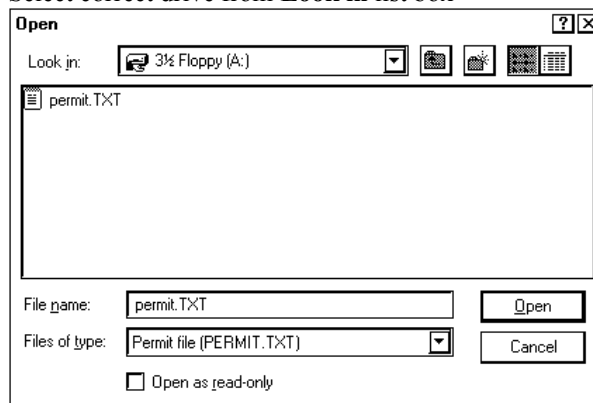 Select correct drive from Look in list box
Open
Look in: 3½ Floppy (A:)
permit.TXT
File name: permit.TXT Open
Files of type: Permit file (PERMIT.TXT) Cancel
Open as read-only